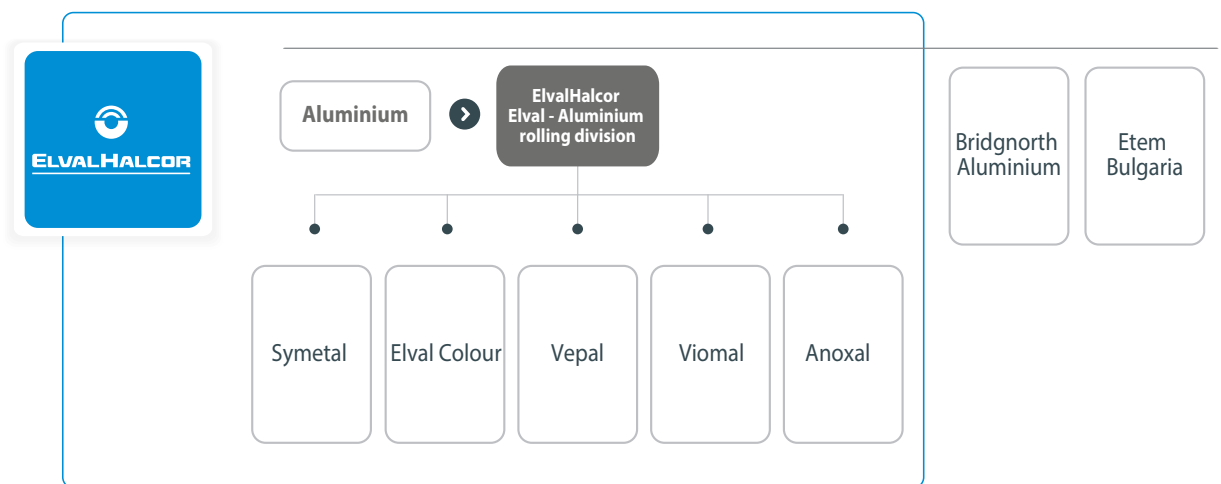 ELVALHALCOR
Aluminium
ElvalHalcor
Elval - Aluminium
rolling division
Bridgnorth
Aluminium
Etem
Bulgaria
Symetal
Elval Colour
Vepal
Viomal
Anoxal